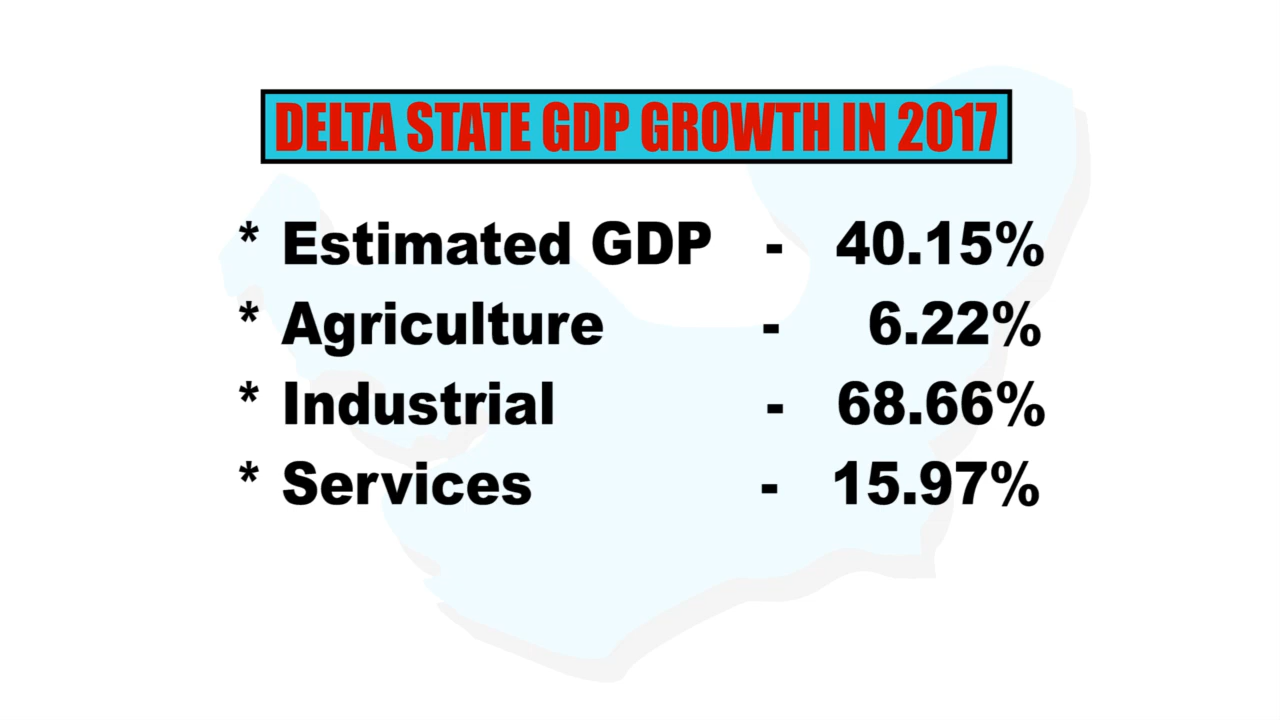 DELTA STATE GDP GROWTH IN 2017
* Estimated GDP - 40.15%
* Agriculture - 6.22%
* Industrial - 68.66%
* Services - 15.97%